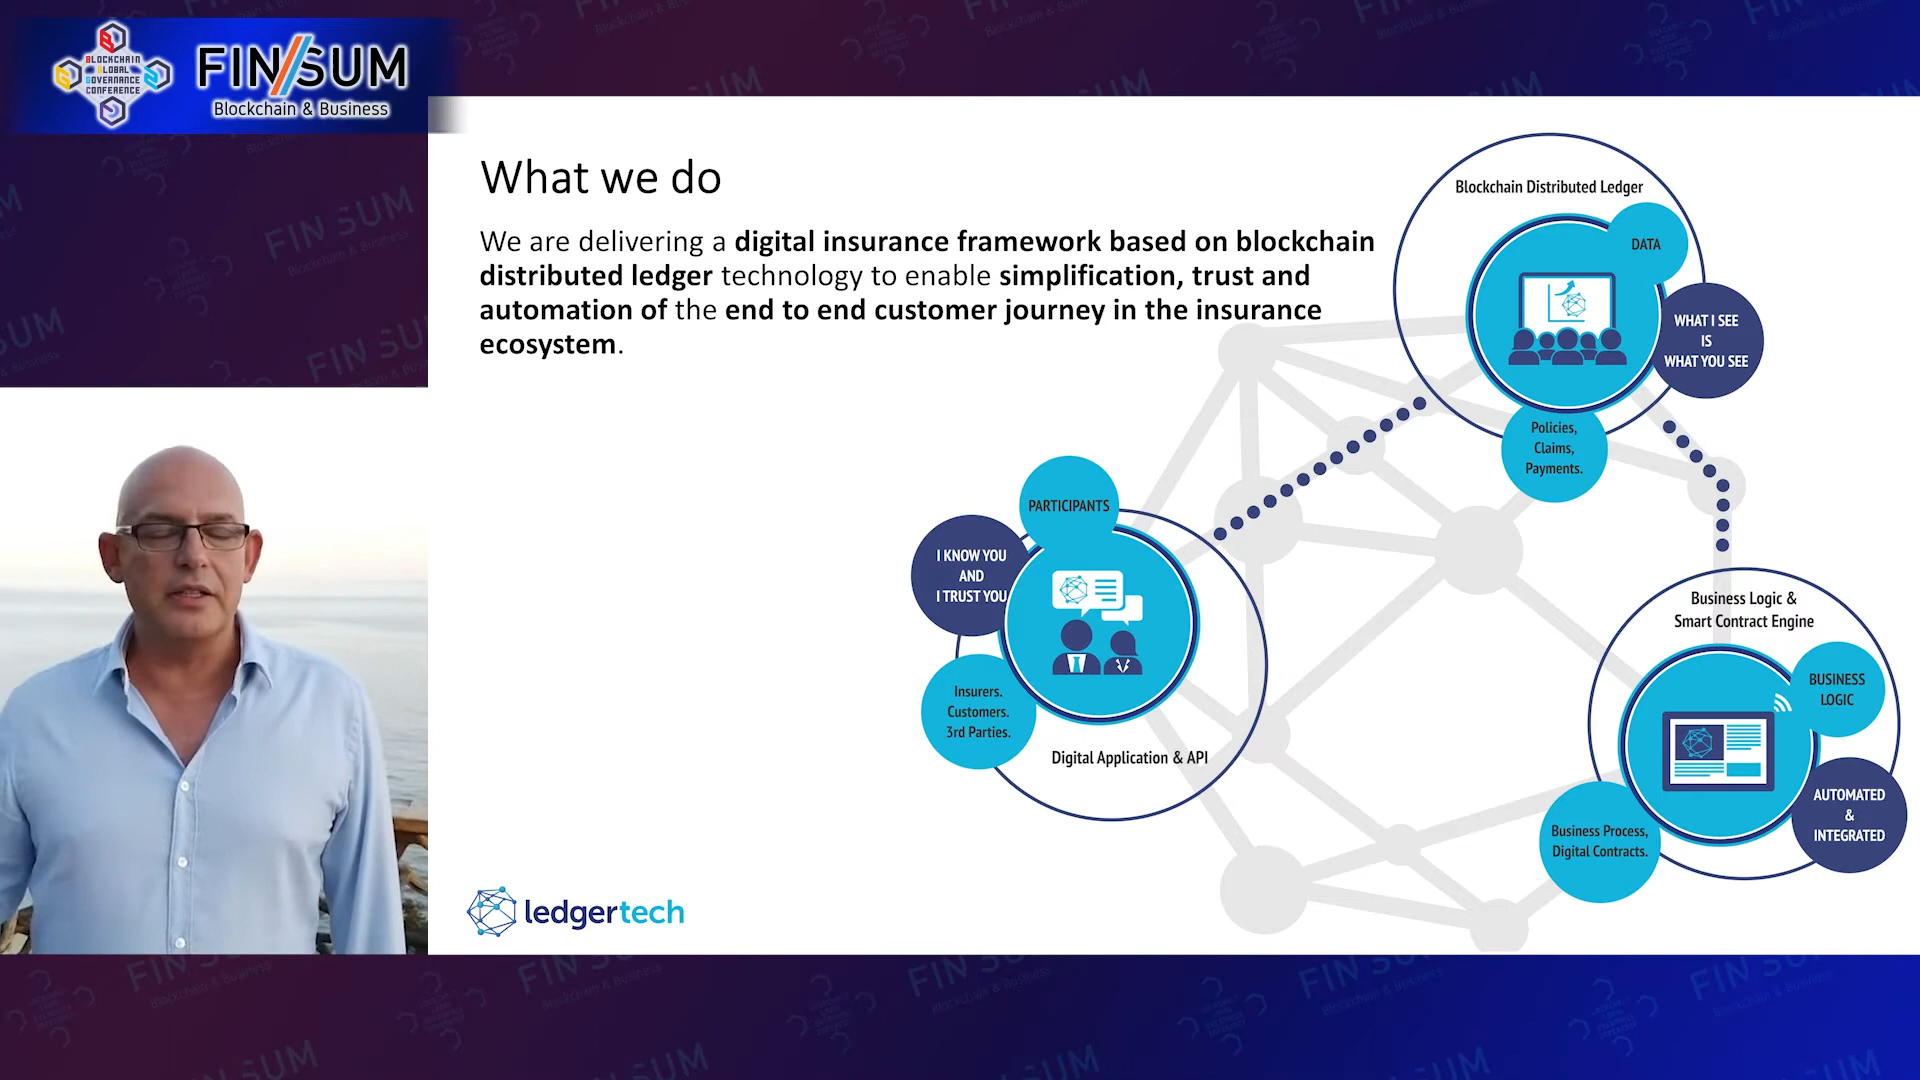 BLOCKCHAIN
GLOBAL
GOVERNANCE
CONFERENCE
FIN/SUM
Blockchain & Business
What we do
We are delivering a digital insurance framework based on blockchain
distributed ledger technology to enable simplification, trust and
automation of the end to end customer journey in the insurance
ecosystem.
Blockchain Distributed Ledger
DATA
WHAT I SEE
IS
WHAT YOU SEE
Policies,
Claims,
Payments.
PARTICIPANTS
I KNOW YOU
AND
I TRUST YOU
Insurers.
Customers.
3rd Parties.
Digital Application & API
Business Logic &
Smart Contract Engine
BUSINESS
LOGIC
AUTOMATED
&
INTEGRATED
Business Process,
Digital Contracts.
ledgertech